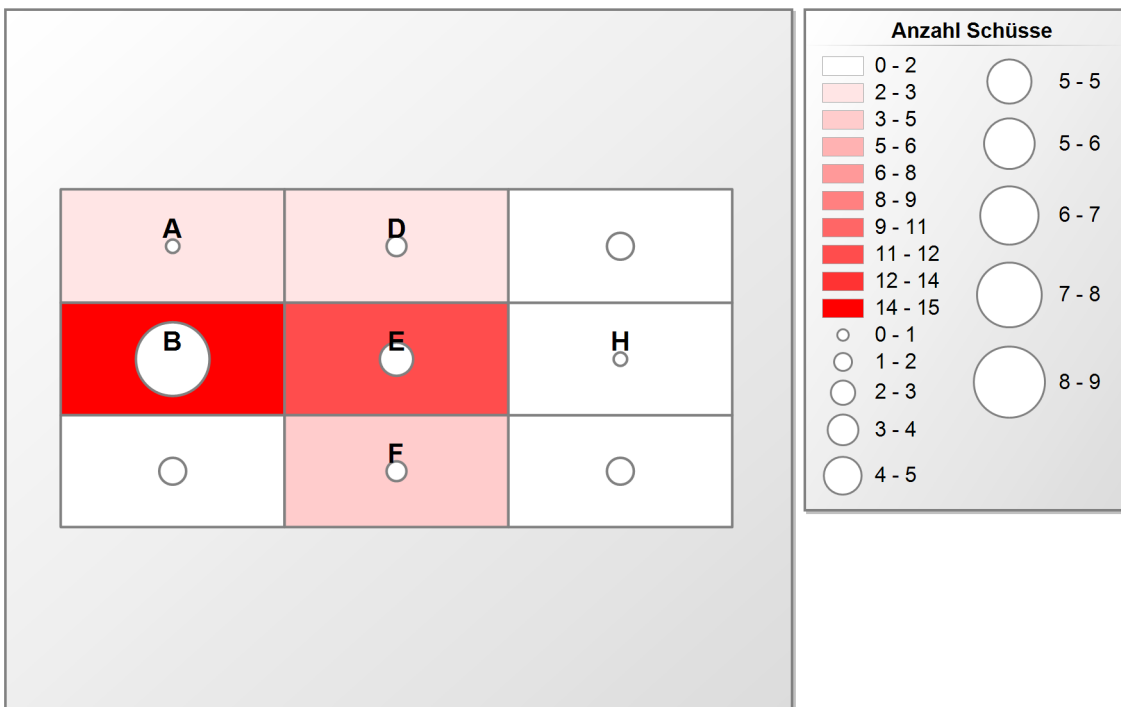 A
D
B
E
H
F
Anzahl Schüsse
0 - 2
2 - 3
3 - 5
5 - 6
6 - 8
8 - 9
9 - 11
11 - 12
12 - 14
14 - 15
0 - 1
1 - 2
2 - 3
3 - 4
4 - 5
5 - 5
5 - 6
6 - 7
7 - 8
8 - 9